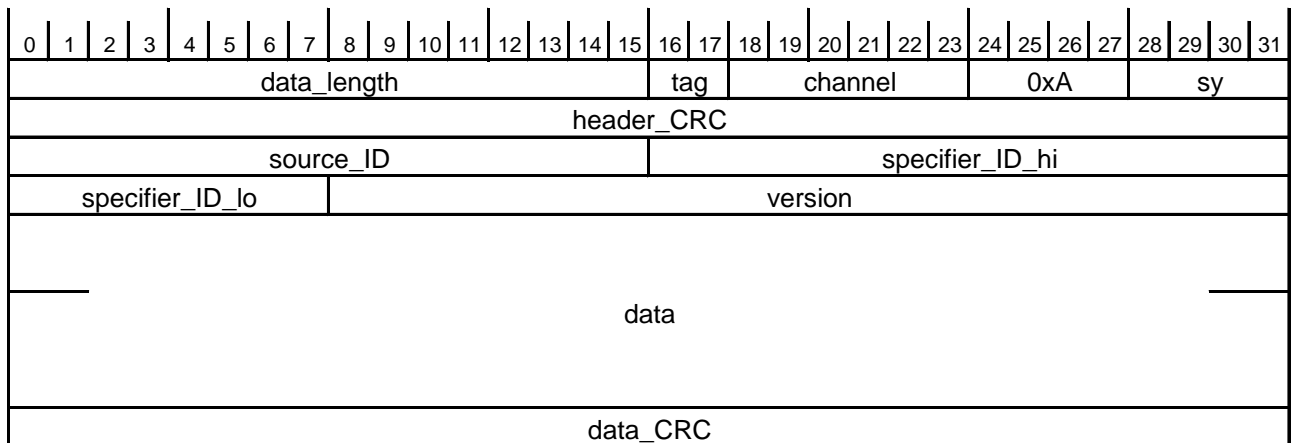 0 1 2 3 4 5 6 7 8 9 10 11 12 13 14 15 16 17 18 19 20 21 22 23 24 25 26 27 28 29 30 31
data_length tag channel 0xA sy
header_CRC
source_ID specifier_ID_hi
specifier_ID_lo version
data
data_CRC